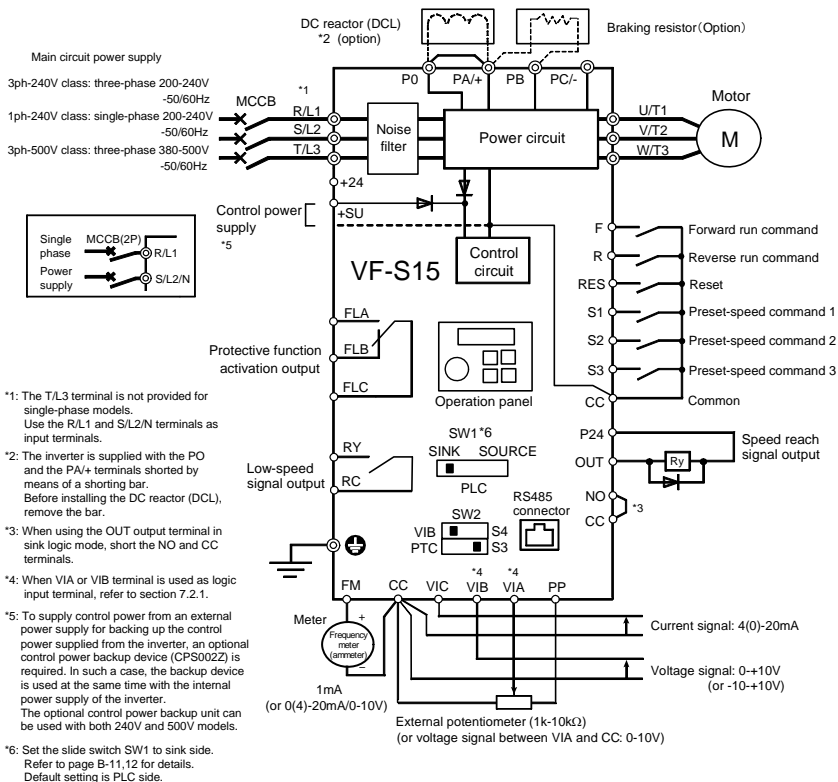 DC reactor (DCL)
*2 (option)
Braking resistor(Option)
Main circuit power supply
3ph-240V class: three-phase 200-240V
-50/60Hz
1ph-240V class: single-phase 200-240V
-50/60Hz
3ph-500V class: three-phase 380-500V
-50/60Hz
MCCB
*1
R/L1
S/L2
T/L3
P0
PA/+
PB
PC/-
Noise
filter
Power circuit
U/T1
V/T2
W/T3
Motor
M
+24
+SU
Control power
supply
*5
Control
circuit
VF-S15
Single
phase
MCCB(2P)
R/L1
Power
supply
S/L2/N
FLA
FLB
FLC
Protective function
activation output
Operation panel
F
Forward run command
R
Reverse run command
RES
Reset
S1
Preset-speed command 1
S2
Preset-speed command 2
S3
Preset-speed command 3
CC
Common
P24
OUT
Ry
Speed reach
signal output
NO
CC
*3
RY
RC
Low-speed
signal output
SW1*6
SINK SOURCE
PLC
SW2
VIB S4
PTC S3
RS485
connector
FM
CC
VIC
*4
VIB
*4
VIA
PP
Meter
+
Frequency
meter
(ammeter)
−
1mA
(or 0(4)-20mA/0-10V)
Current signal: 4(0)-20mA
Voltage signal: 0-+10V
(or -10-+10V)
External potentiometer (1k-10kΩ)
(or voltage signal between VIA and CC: 0-10V)
*1: The T/L3 terminal is not provided for
single-phase models.
Use the R/L1 and S/L2/N terminals as
input terminals.
*2: The inverter is supplied with the PO
and the PA/+ terminals shorted by
means of a shorting bar.
Before installing the DC reactor (DCL),
remove the bar.
*3: When using the OUT output terminal in
sink logic mode, short the NO and CC
terminals.
*4: When VIA or VIB terminal is used as logic
input terminal, refer to section 7.2.1.
*5: To supply control power from an external
power supply for backing up the control
power supplied from the inverter, an optional
control power backup device (CPS002Z) is
required. In such a case, the backup device
is used at the same time with the internal
power supply of the inverter.
The optional control power backup unit can
be used with both 240V and 500V models.
*6: Set the slide switch SW1 to sink side.
Refer to page B-11,12 for details.
Default setting is PLC side.